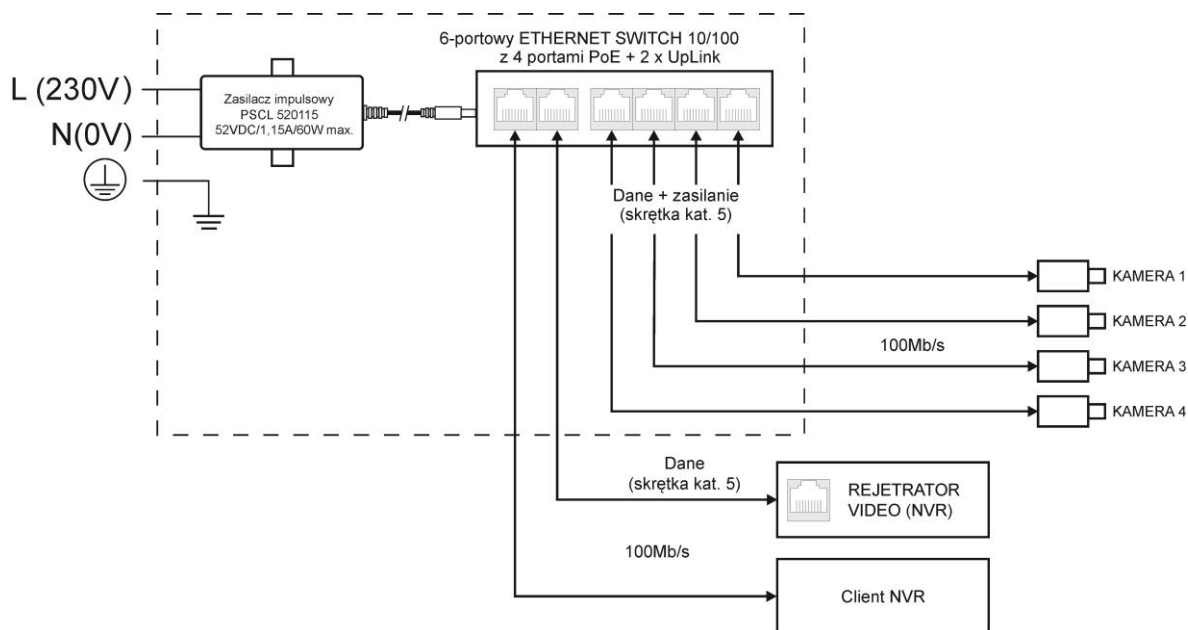 6-portowy ETHERNET SWITCH 10/100
z 4 portami PoE + 2 x UpLink
L (230V)
N(0V)
Zasilacz impulsowy
PSCL 520115
52VDC/1,15A/60W max.
Dane + zasilanie
(skrętka kat. 5)
KAMERA 1
KAMERA 2
100Mb/s
KAMERA 3
KAMERA 4
Dane
(skrętka kat. 5)
REJETRATOR
VIDEO (NVR)
100Mb/s
Client NVR